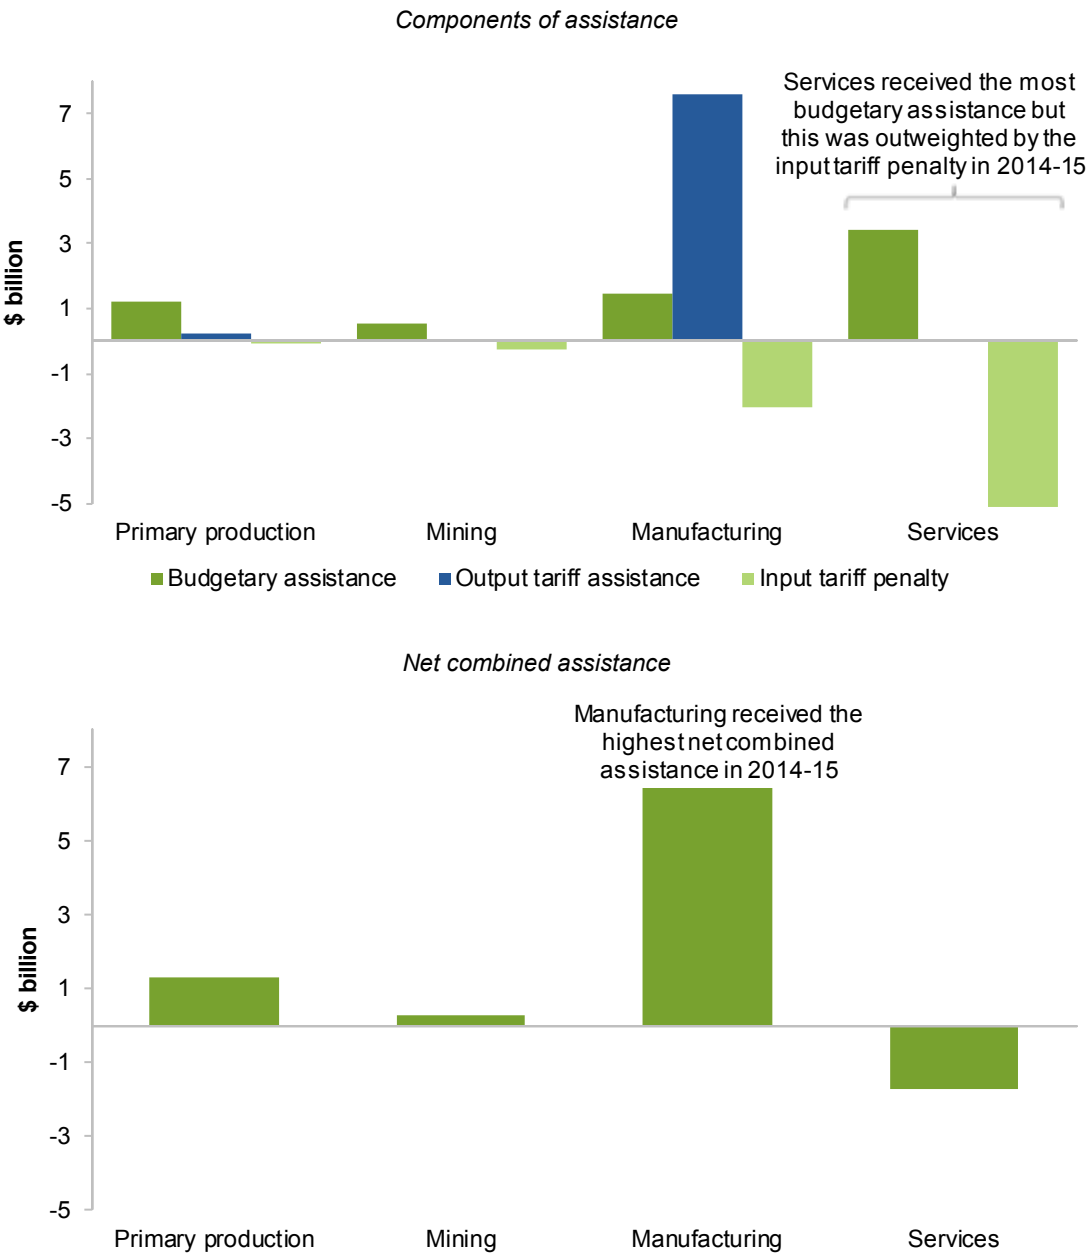 Components of assistance
Services received the most
budgetary assistance but
this was outweighted by the
input tariff penalty in 2014-15
$ billion
7
5
3
1
-1
-3
-5
Primary production Mining Manufacturing Services
Budgetary assistance Output tariff assistance Input tariff penalty
Net combined assistance
Manufacturing received the
highest net combined
assistance in 2014-15
$ billion
7
5
3
1
-1
-3
-5
Primary production Mining Manufacturing Services